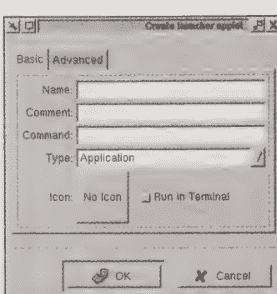 Create launcher applet
Basic Advanced
Name:
Comment:
Command:
Type: Application
Icon: No Icon Run in Terminal
OK Cancel